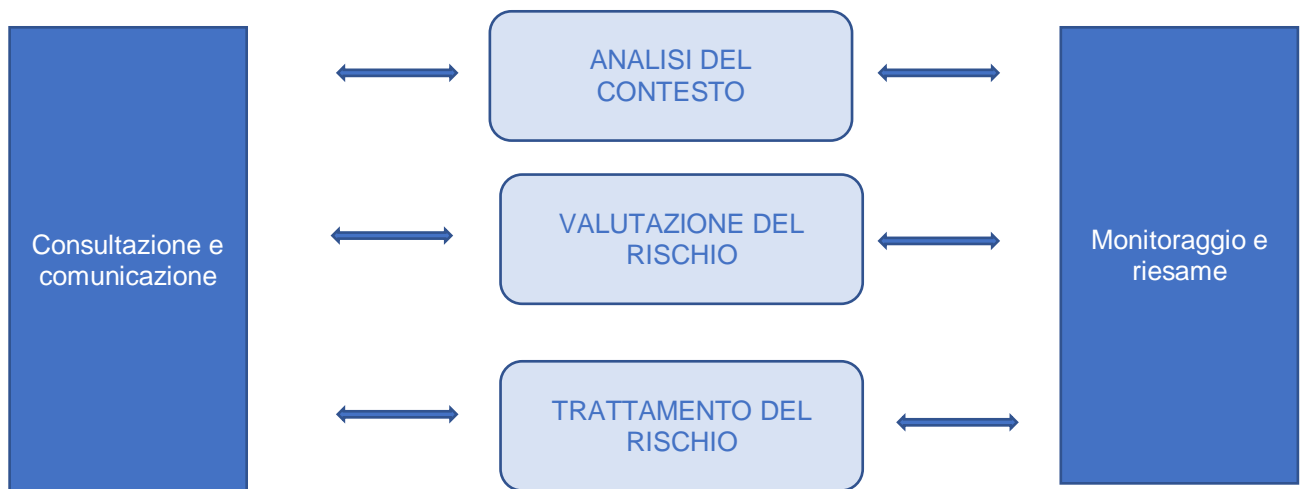 Consultazione e
comunicazione
ANALISI DEL
CONTESTO
VALUTAZIONE DEL
RISCHIO
TRATTAMENTO DEL
RISCHIO
Monitoraggio e
riesame